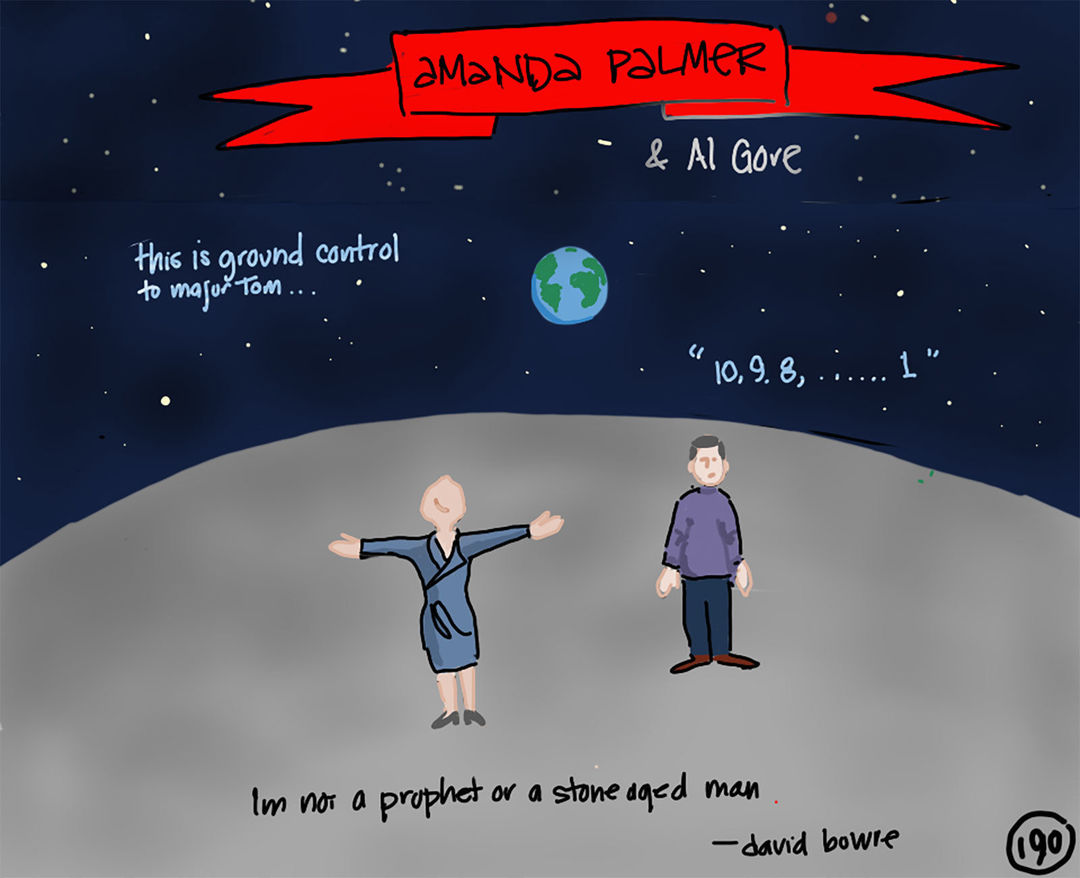 aMaNDa PaLMER
& Al Gore
this is ground control
to major Tom...
"10, 9. 8, ....... 1"
Im not a prophet or a stone aged man
—david bowie
190